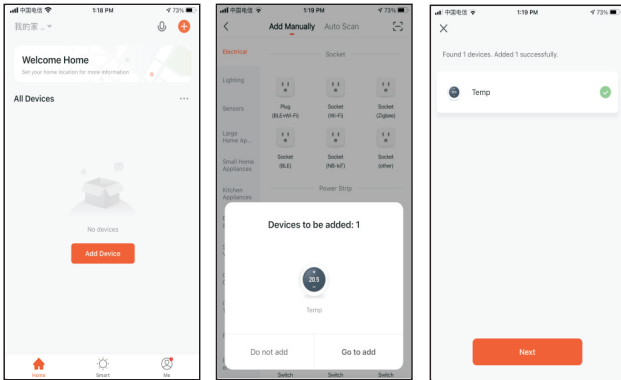 中国电信
1:18 PM
73%
我的家 ..
Welcome Home
Set your home location for more information
All Devices
...
No devices
Add Device
Home
Smart
Me
中国电信
1:19 PM
73%
Add Manually
Auto Scan
Electrical
Socket
Lighting
Sensors
Plug
(BLE+Wi-Fi)
Socket
(Wi-Fi)
Socket
(Zigbee)
Large
Home Ap...
Small Home
Appliances
Socket
(BLE)
Socket
(NB-IoT)
Socket
(other)
Kitchen
Appliances
Power Strip
Devices to be added: 1
20.5
Temp
Do not add
Go to add
Switch
Switch
Switch
中国电信
1:19 PM
73%
Found 1 devices. Added 1 successfully.
Temp
Next